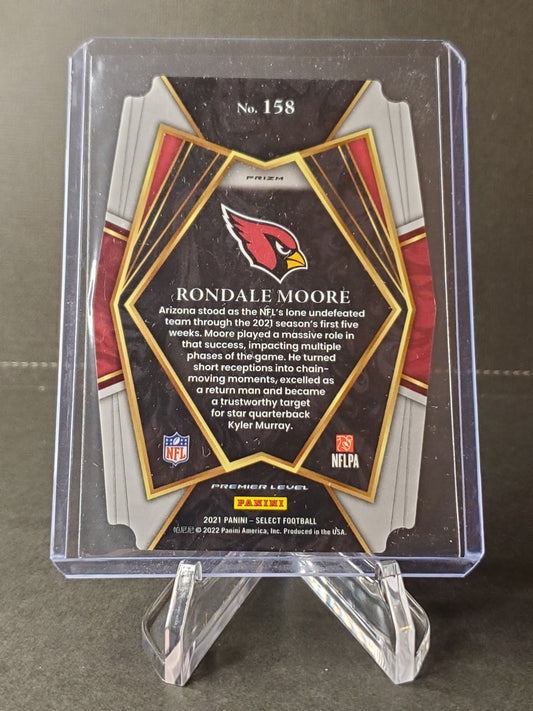 No. 158
PRIZM
RONDALE MOORE
Arizona stood as the NFL's lone undefeated
team through the 2021 season's first five
weeks. Moore played a massive role in
that success, impacting multiple
phases of the game. He turned
short receptions into chain-
moving moments, excelled as
a return man and became
a trustworthy target
for star quarterback
Kyler Murray.
NFL
NFLPA
PREMIER LEVEL
PANINI
2021 PANINI – SELECT FOOTBALL
帕尼尼 © 2022 Panini America, Inc. Produced in the USA.